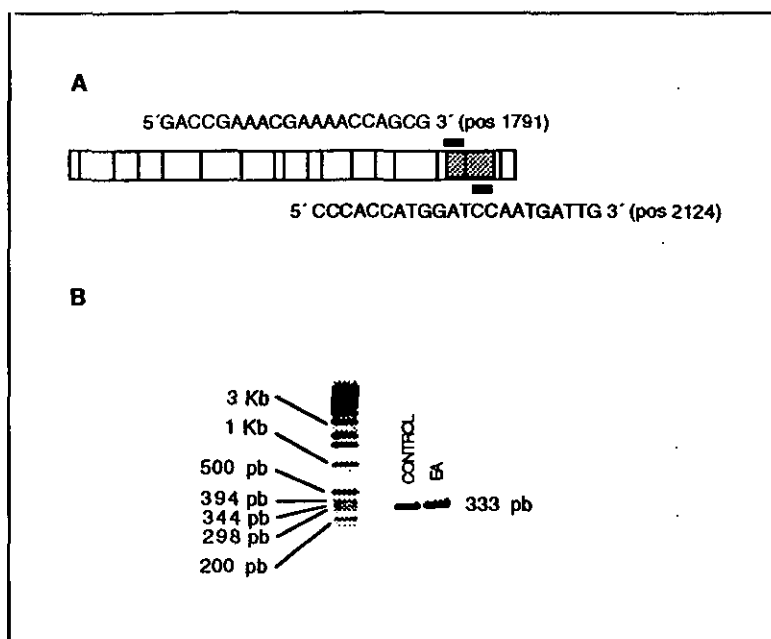 A
5´GACCGAAACGAAAACCAGCG 3´ (pos 1791)
5´ CCCACCATGGATCCAATGATTG 3´ (pos 2124)
B
3 Kb
1 Kb
500 pb
394 pb
344 pb
298 pb
200 pb
CONTROL
EA
333 pb